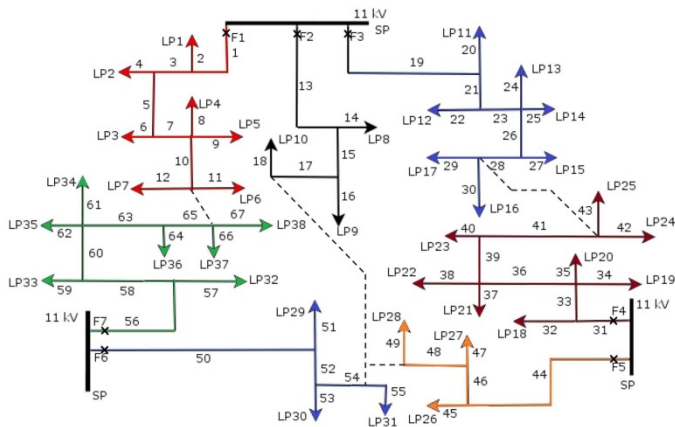 11 kV
SP
F1
F2
F3
LP11
LP1
1
20
4
3
2
19
LP13
LP2
24
13
21
5
LP4
LP12
22
23
25
LP14
8
LP5
14
LP10
LP8
26
LP3
6
7
9
15
18
17
29
28
27
LP15
10
LP17
12
11
16
30
LP7
LP6
LP34
LP9
LP16
LP25
61
43
LP35
63
65
67
LP38
40
41
42
LP24
62
64
66
LP23
39
LP20
60
LP36
LP37
LP22
38
36
35
34
LP19
LP33
LP32
37
33
59
58
57
LP21
11 kV
11 kV
LP29
LP28
LP27
LP18
32
31
F4
F7
56
51
49
47
F6
50
48
44
F5
52
46
SP
54
55
SP
53
LP26
45
LP30
LP31